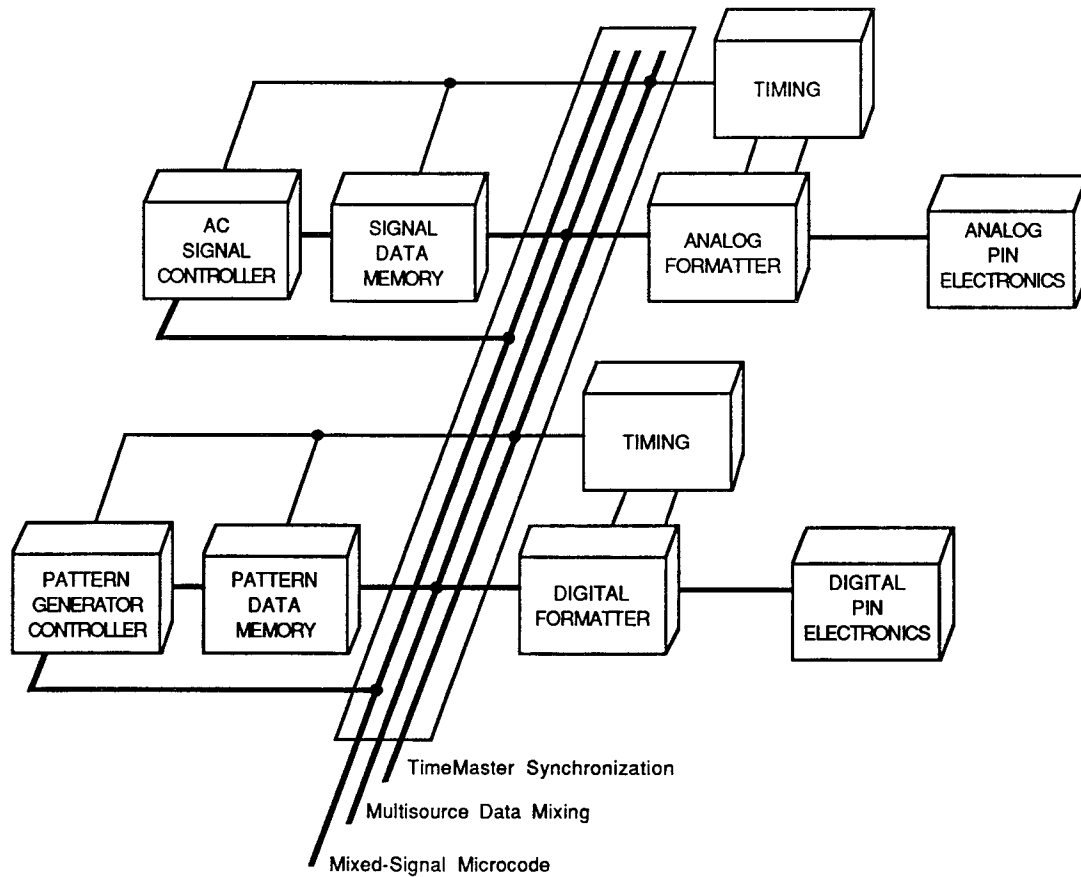 TIMING
AC
SIGNAL
CONTROLLER
SIGNAL
DATA
MEMORY
ANALOG
FORMATTER
ANALOG
PIN
ELECTRONICS
TIMING
PATTERN
GENERATOR
CONTROLLER
PATTERN
DATA
MEMORY
DIGITAL
FORMATTER
DIGITAL
PIN
ELECTRONICS
TimeMaster Synchronization
Multisource Data Mixing
Mixed-Signal Microcode